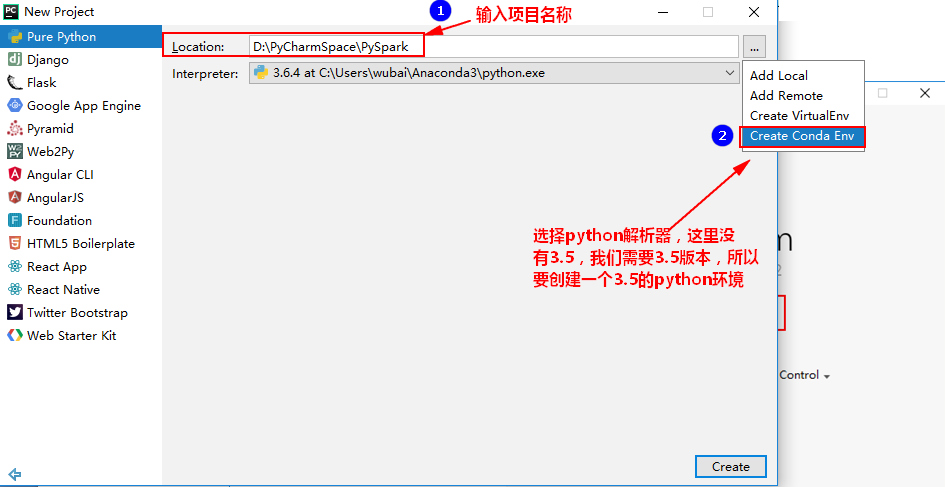 New Project
1
输入项目名称
Pure Python
Django
Flask
Google App Engine
Pyramid
Web2Py
Angular CLI
AngularJS
Foundation
HTML5 Boilerplate
React App
React Native
Twitter Bootstrap
Web Starter Kit
Location: D:\PyCharmSpace\PySpark
...
Interpreter: 3.6.4 at C:\Users\wubai\Anaconda3\python.exe
Add Local
Add Remote
Create VirtualEnv
2
Create Conda Env
选择python解析器，这里没
有3.5，我们需要3.5版本，所以
要创建一个3.5的python环境
m
2
Control
Create